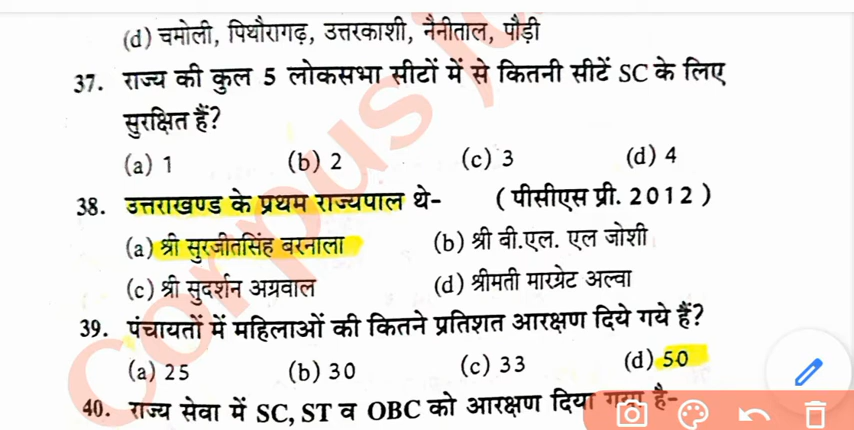 (d) चमोली, पिथौरागढ़, उत्तरकाशी, नैनीताल, पौड़ी
37. राज्य की कुल 5 लोकसभा सीटों में से कितनी सीटें SC के लिए
सुरक्षित हैं?
(a) 1 (b) 2 (c) 3 (d) 4
38. उत्तराखण्ड के प्रथम राज्यपाल थे- (पीसीएस प्री. 2012)
(a) श्री सुरजीतसिंह वरनाला (b) श्री वी.एल. एल जोशी
(c) श्री सुदर्शन अग्रवाल (d) श्रीमती मारग्रेट अल्वा
39. पंचायतों में महिलाओं की कितने प्रतिशत आरक्षण दिये गये हैं?
(a) 25 (b) 30 (c) 33 (d) 50
40. राज्य सेवा में SC, ST व OBC को आरक्षण दिया गया है-